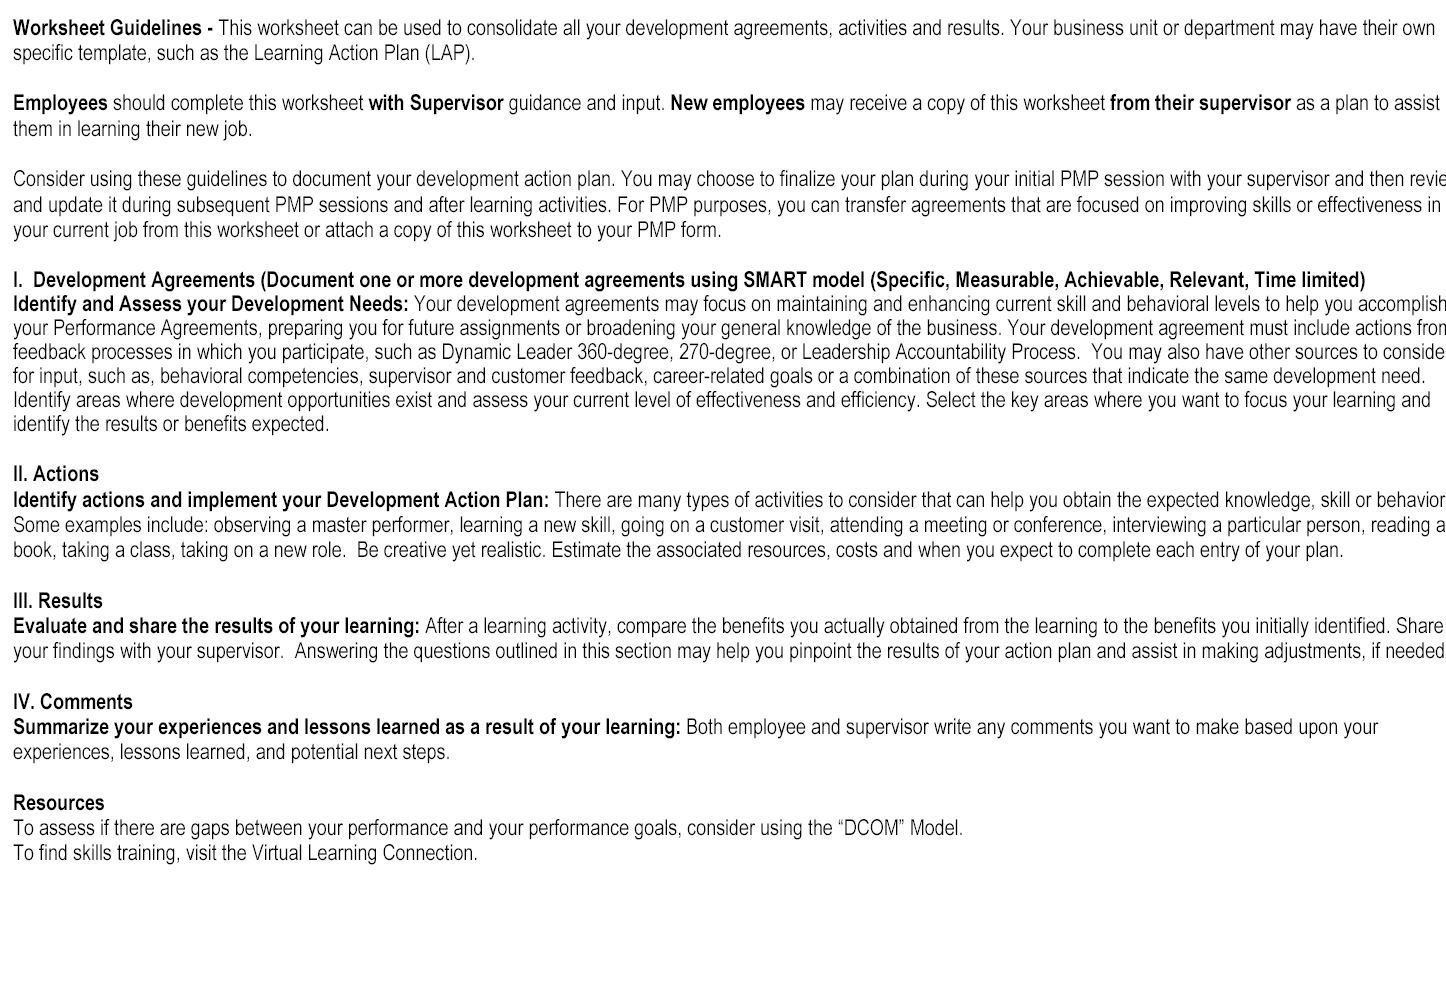 Worksheet Guidelines - This worksheet can be used to consolidate all your development agreements, activities and results. Your business unit or department may have their own
specific template, such as the Learning Action Plan (LAP).
Employees should complete this worksheet with Supervisor guidance and input. New employees may receive a copy of this worksheet from their supervisor as a plan to assist
them in learning their new job.
Consider using these guidelines to document your development action plan. You may choose to finalize your plan during your initial PMP session with your supervisor and then revie
and update it during subsequent PMP sessions and after learning activities. For PMP purposes, you can transfer agreements that are focused on improving skills or effectiveness in
your current job from this worksheet or attach a copy of this worksheet to your PMP form.
I.  Development Agreements (Document one or more development agreements using SMART model (Specific, Measurable, Achievable, Relevant, Time limited)
Identify and Assess your Development Needs: Your development agreements may focus on maintaining and enhancing current skill and behavioral levels to help you accomplish
your Performance Agreements, preparing you for future assignments or broadening your general knowledge of the business. Your development agreement must include actions from
feedback processes in which you participate, such as Dynamic Leader 360-degree, 270-degree, or Leadership Accountability Process.  You may also have other sources to conside
for input, such as, behavioral competencies, supervisor and customer feedback, career-related goals or a combination of these sources that indicate the same development need.
Identify areas where development opportunities exist and assess your current level of effectiveness and efficiency. Select the key areas where you want to focus your learning and
identify the results or benefits expected.
II. Actions
Identify actions and implement your Development Action Plan: There are many types of activities to consider that can help you obtain the expected knowledge, skill or behavior
Some examples include: observing a master performer, learning a new skill, going on a customer visit, attending a meeting or conference, interviewing a particular person, reading a
book, taking a class, taking on a new role.  Be creative yet realistic. Estimate the associated resources, costs and when you expect to complete each entry of your plan.
III. Results
Evaluate and share the results of your learning: After a learning activity, compare the benefits you actually obtained from the learning to the benefits you initially identified. Share
your findings with your supervisor.  Answering the questions outlined in this section may help you pinpoint the results of your action plan and assist in making adjustments, if needed
IV. Comments
Summarize your experiences and lessons learned as a result of your learning: Both employee and supervisor write any comments you want to make based upon your
experiences, lessons learned, and potential next steps.
Resources
To assess if there are gaps between your performance and your performance goals, consider using the “DCOM” Model.
To find skills training, visit the Virtual Learning Connection.